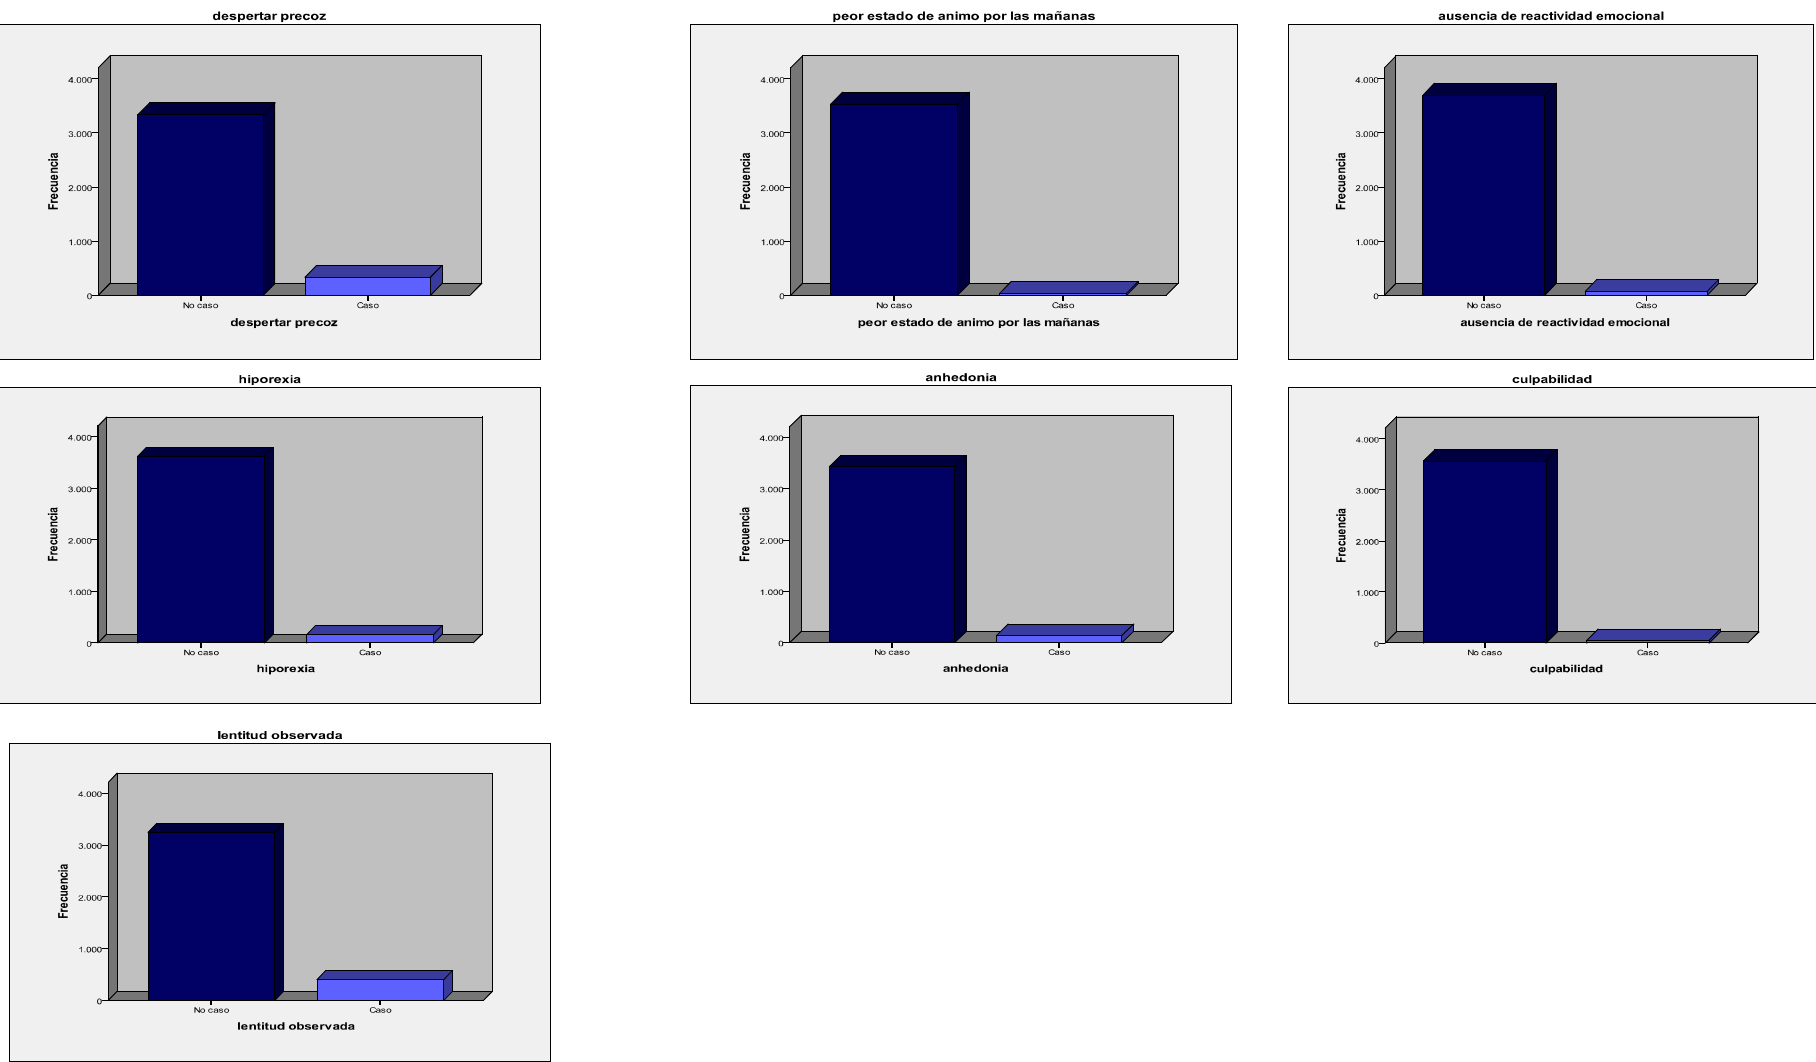 despertar precoz
4.000
3.000
2.000
1.000
0
Frecuencia
No caso
Caso
despertar precoz
peor estado de animo por las mañanas
4.000
3.000
2.000
1.000
0
Frecuencia
No caso
Caso
peor estado de animo por las mañanas
ausencia de reactividad emocional
4.000
3.000
2.000
1.000
0
Frecuencia
No caso
Caso
ausencia de reactividad emocional
hiporexia
4.000
3.000
2.000
1.000
0
Frecuencia
No caso
Caso
hiporexia
anhedonia
4.000
3.000
2.000
1.000
0
Frecuencia
No caso
Caso
anhedonia
culpabilidad
4.000
3.000
2.000
1.000
0
Frecuencia
No caso
Caso
culpabilidad
lentitud observada
4.000
3.000
2.000
1.000
0
Frecuencia
No caso
Caso
lentitud observada